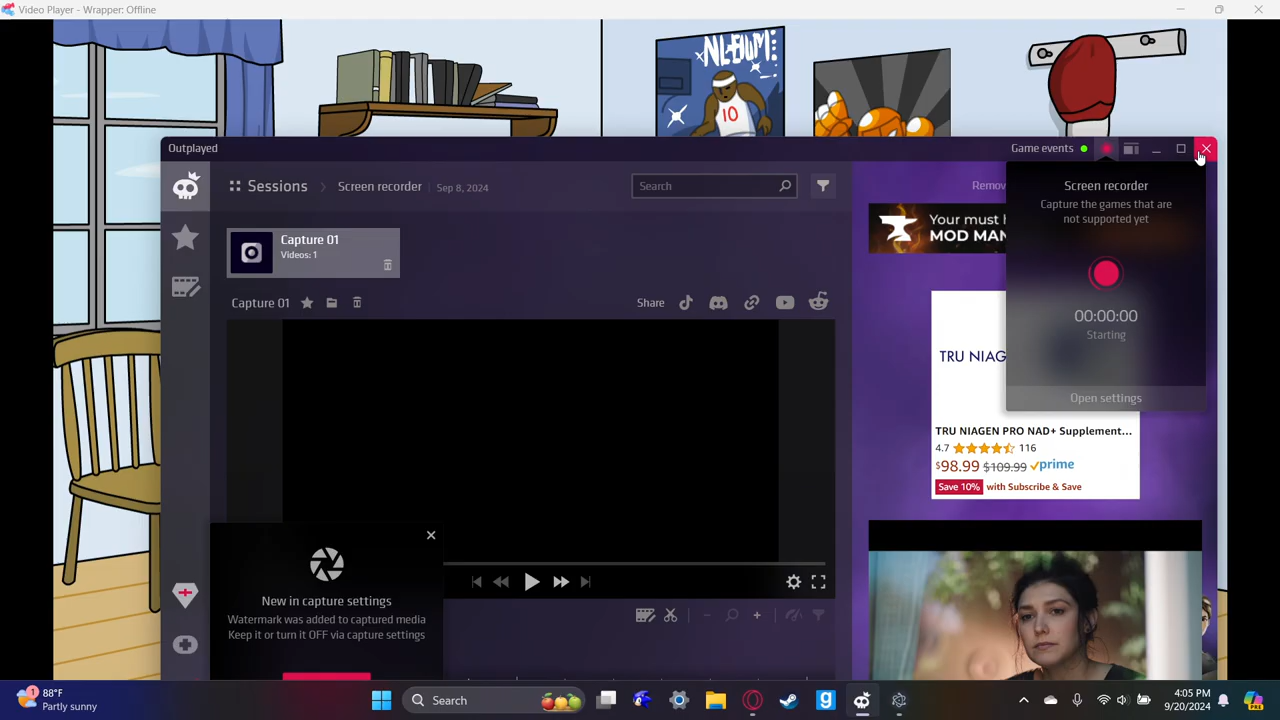 Video Player - Wrapper: Offline
10
Outplayed
Game events
Sessions
Screen recorder
Sep 8, 2024
Search
Remov
Your must h
MOD MAN
Screen recorder
Capture the games that are
not supported yet
00:00:00
Starting
Open settings
Capture 01
Videos: 1
Capture 01
Share
TRU NIAGEN
TRU NIAGEN PRO NAD+ Supplement...
4.7
116
$98.99 $109.99 prime
Save 10% with Subscribe & Save
New in capture settings
Watermark was added to captured media
Keep it or turn it OFF via capture settings
1
88°F
Partly sunny
Search
4:05 PM
9/20/2024